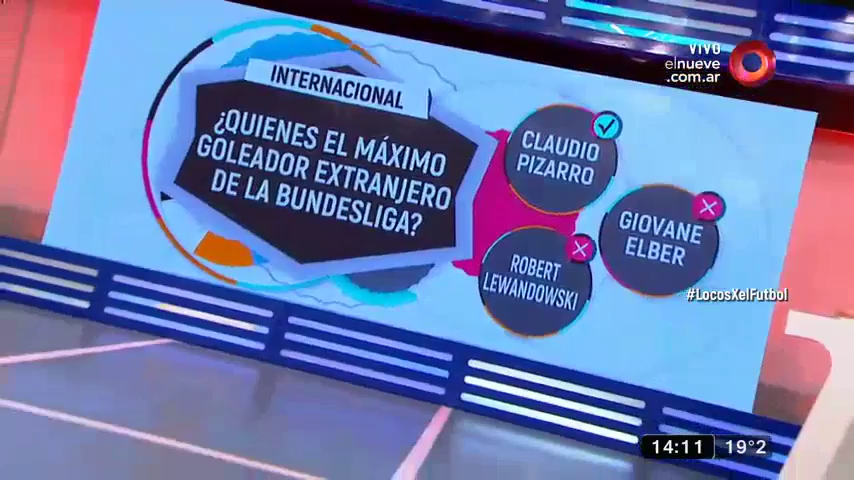 VIVO
elnueve
.com.ar
INTERNACIONAL
¿QUIENES EL MÁXIMO
GOLEADOR EXTRANJERO
DE LA BUNDESLIGA?
CLAUDIO
PIZARRO
GIOVANE
ELBER
ROBERT
LEWANDOWSKI
#LocosXelFutbol
14:11 19°2